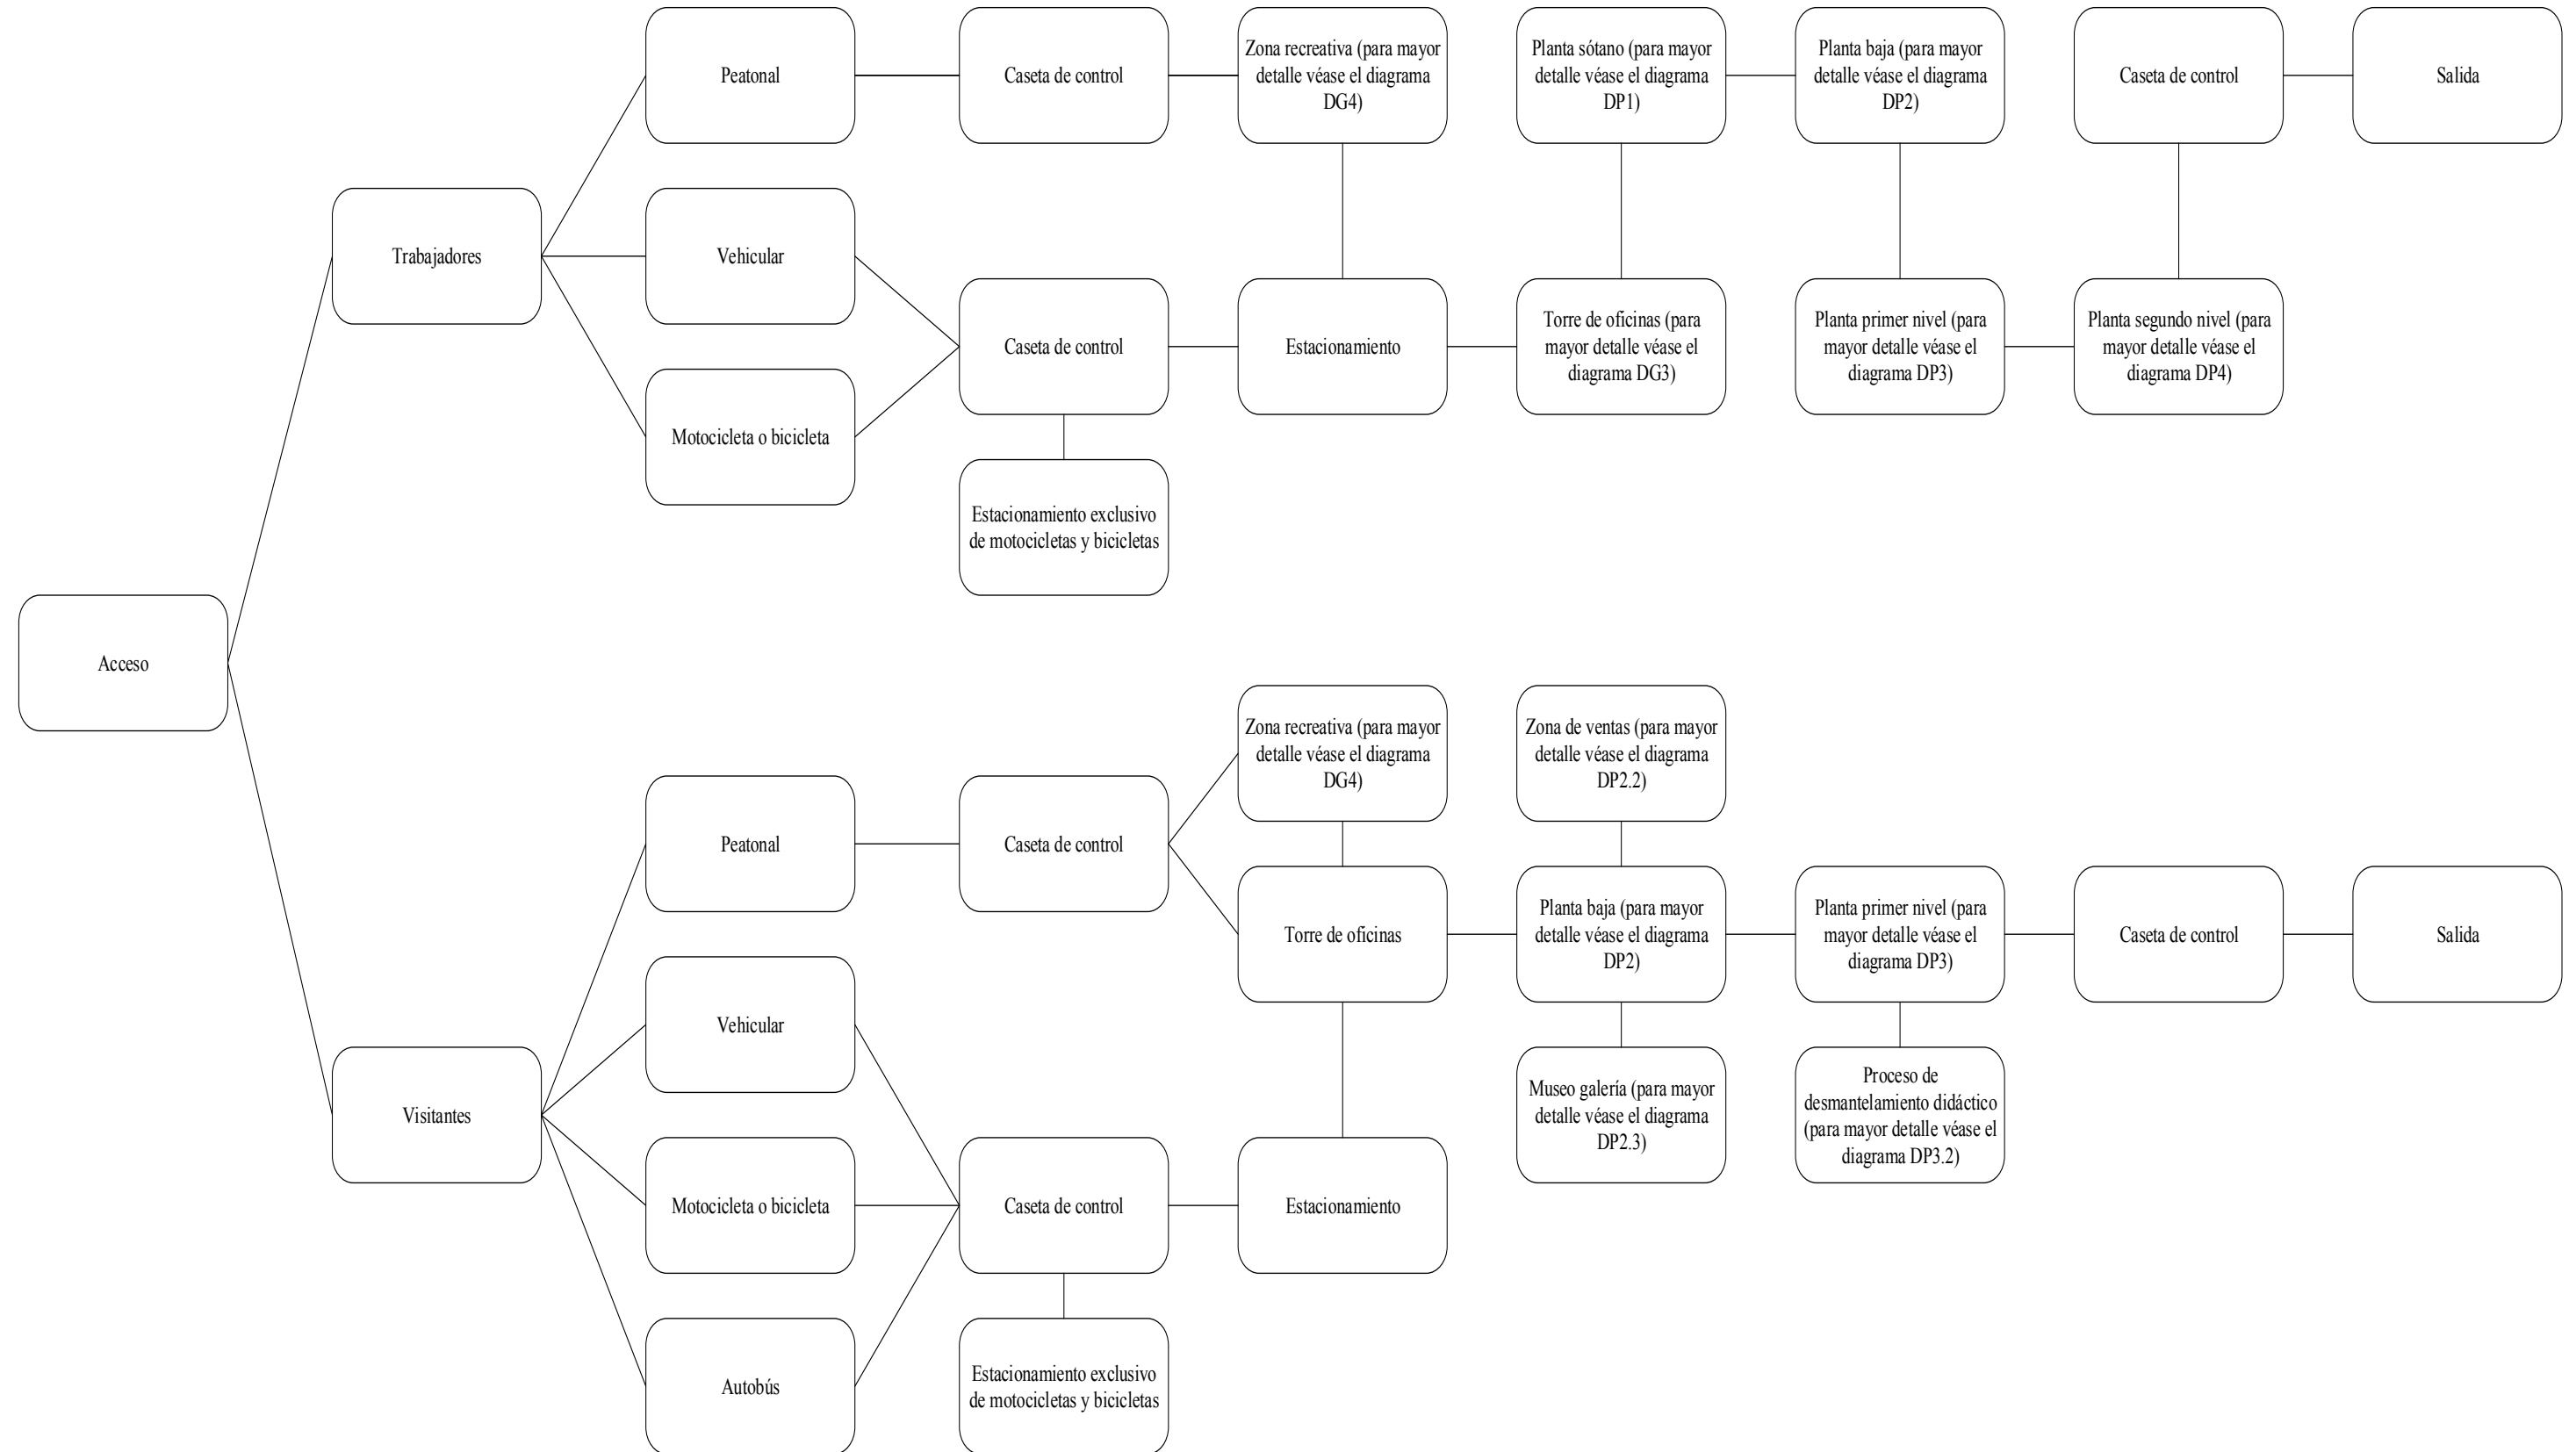 Peatonal
Caseta de control
Zona recreativa (para mayor
detalle véase el diagrama
DG4)
Planta sótano (para mayor
detalle véase el diagrama
DP1)
Planta baja (para mayor
detalle véase el diagrama
DP2)
Caseta de control
Salida
Trabajadores
Vehicular
Caseta de control
Estacionamiento
Torre de oficinas (para
mayor detalle véase el
diagrama DG3)
Planta primer nivel (para
mayor detalle véase el
diagrama DP3)
Planta segundo nivel (para
mayor detalle véase el
diagrama DP4)
Motocicleta o bicicleta
Estacionamiento exclusivo
de motocicletas y bicicletas
Acceso
Zona recreativa (para mayor
detalle véase el diagrama
DG4)
Zona de ventas (para mayor
detalle véase el diagrama
DP2.2)
Peatonal
Caseta de control
Torre de oficinas
Planta baja (para mayor
detalle véase el diagrama
DP2)
Planta primer nivel (para
mayor detalle véase el
diagrama DP3)
Caseta de control
Salida
Vehicular
Visitantes
Museo galería (para mayor
detalle véase el diagrama
DP2.3)
Proceso de
desmantelamiento didáctico
(para mayor detalle véase el
diagrama DP3.2)
Motocicleta o bicicleta
Caseta de control
Estacionamiento
Autobús
Estacionamiento exclusivo
de motocicletas y bicicletas